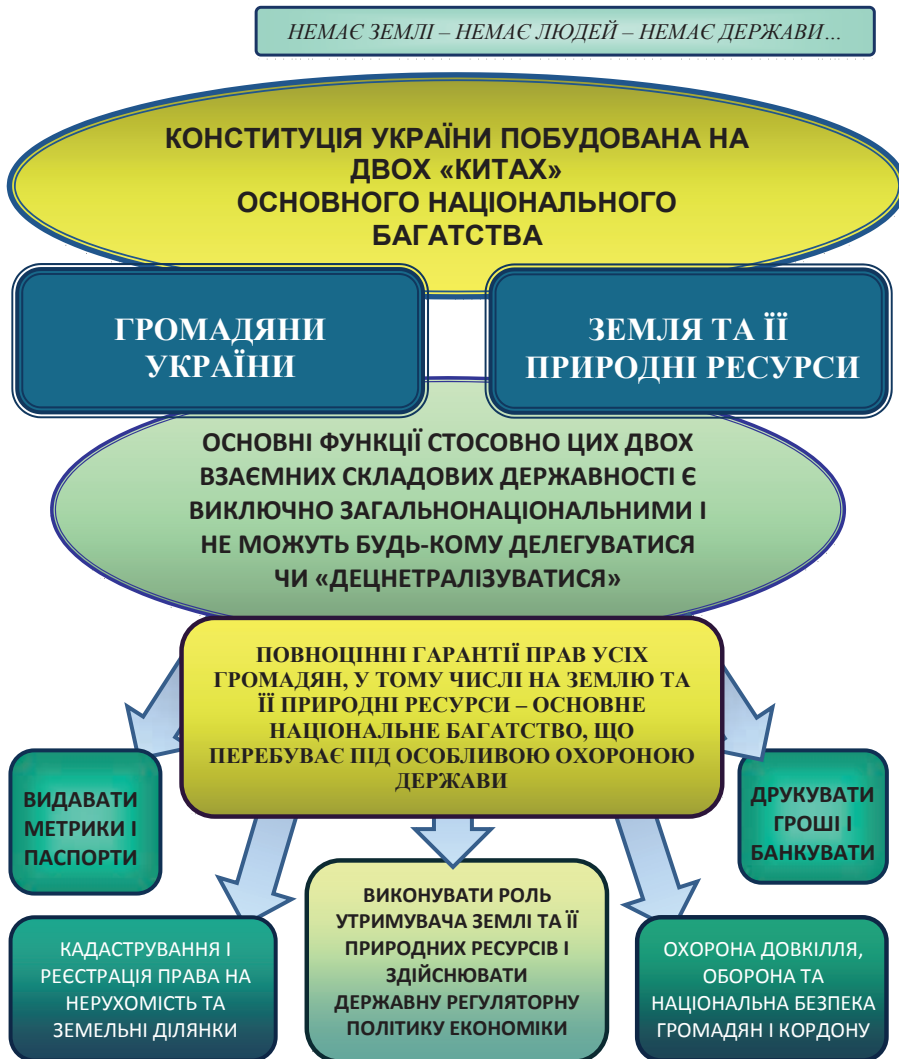 НЕМАЄ ЗЕМЛІ – НЕМАЄ ЛЮДЕЙ – НЕМАЄ ДЕРЖАВИ…
КОНСТИТУЦІЯ УКРАЇНИ ПОБУДОВАНА НА
ДВОХ «КИТАХ»
ОСНОВНОГО НАЦІОНАЛЬНОГО
БАГАТСТВА
ГРОМАДЯНИ
УКРАЇНИ
ЗЕМЛЯ ТА ЇЇ
ПРИРОДНІ РЕСУРСИ
ОСНОВНІ ФУНКЦІЇ СТОСОВНО ЦИХ ДВОХ
ВЗАЄМНИХ СКЛАДОВИХ ДЕРЖАВНОСТІ Є
ВИКЛЮЧНО ЗАГАЛЬНОНАЦІОНАЛЬНИМИ І
НЕ МОЖУТЬ БУДЬ-КОМУ ДЕЛЕГУВАТИСЯ
ЧИ «ДЕЦНЕТРАЛІЗУВАТИСЯ»
ПОВНОЦІННІ ГАРАНТІЇ ПРАВ УСІХ
ГРОМАДЯН, У ТОМУ ЧИСЛІ НА ЗЕМЛЮ ТА
ЇЇ ПРИРОДНІ РЕСУРСИ – ОСНОВНЕ
НАЦІОНАЛЬНЕ БАГАТСТВО, ЩО
ПЕРЕБУВАЄ ПІД ОСОБЛИВОЮ ОХОРОНОЮ
ДЕРЖАВИ
ВИДАВАТИ
МЕТРИКИ І
ПАСПОРТИ
ДРУКУВАТИ
ГРОШІ І
БАНКУВАТИ
КАДАСТРУВАННЯ І
РЕЄСТРАЦІЯ ПРАВА НА
НЕРУХОМІСТЬ ТА
ЗЕМЕЛЬНІ ДІЛЯНКИ
ВИКОНУВАТИ РОЛЬ
УТРИМУВАЧА ЗЕМЛІ ТА ЇЇ
ПРИРОДНИХ РЕСУРСІВ І
ЗДІЙСНЮВАТИ
ДЕРЖАВНУ РЕГУЛЯТОРНУ
ПОЛІТИКУ ЕКОНОМІКИ
ОХОРОНА ДОВКІЛЛЯ,
ОБОРОНА ТА
НАЦІОНАЛЬНА БЕЗПЕКА
ГРОМАДЯН І КОРДОНУ